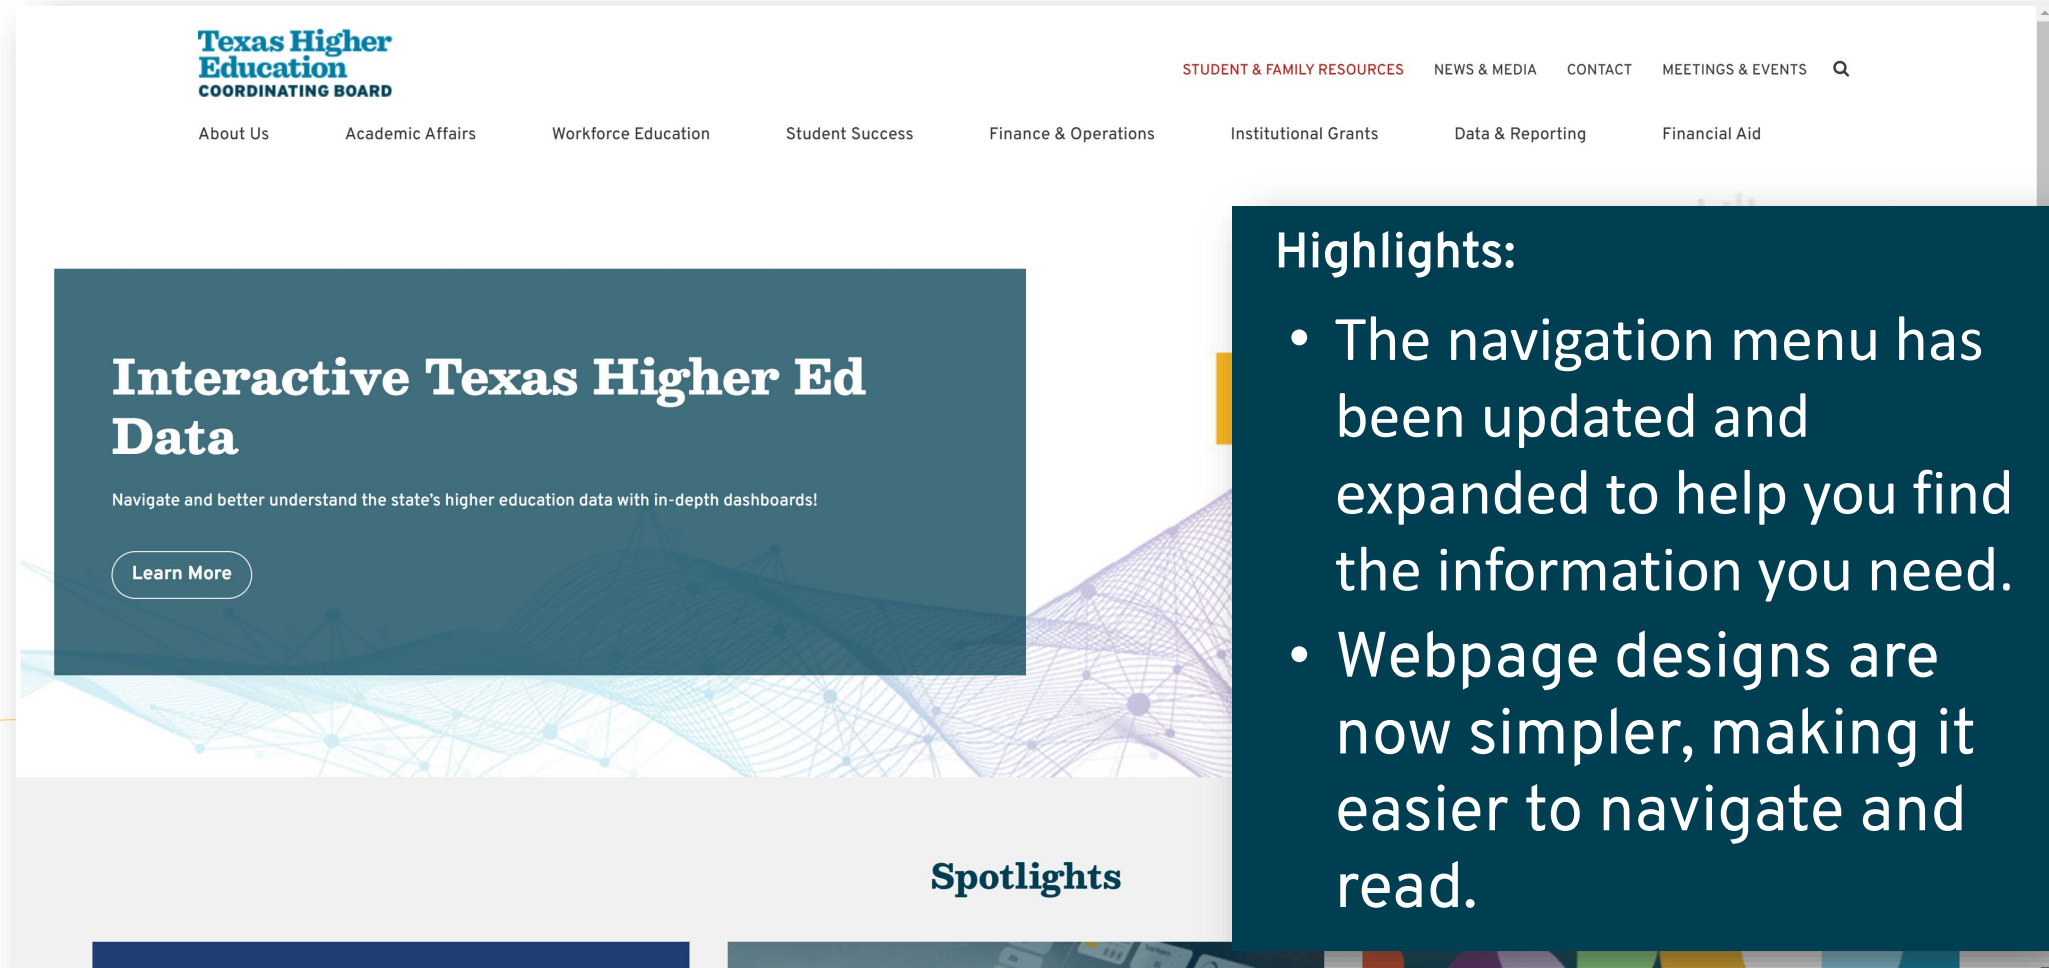 Texas Higher
Education
COORDINATING BOARD
STUDENT & FAMILY RESOURCES NEWS & MEDIA CONTACT MEETINGS & EVENTS
About Us Academic Affairs Workforce Education Student Success Finance & Operations Institutional Grants Data & Reporting Financial Aid
Interactive Texas Higher Ed
Data
Navigate and better understand the state's higher education data with in-depth dashboards!
Learn More
Highlights:
• The navigation menu has
been updated and
expanded to help you find
the information you need.
• Webpage designs are
now simpler, making it
easier to navigate and
read.
Spotlights